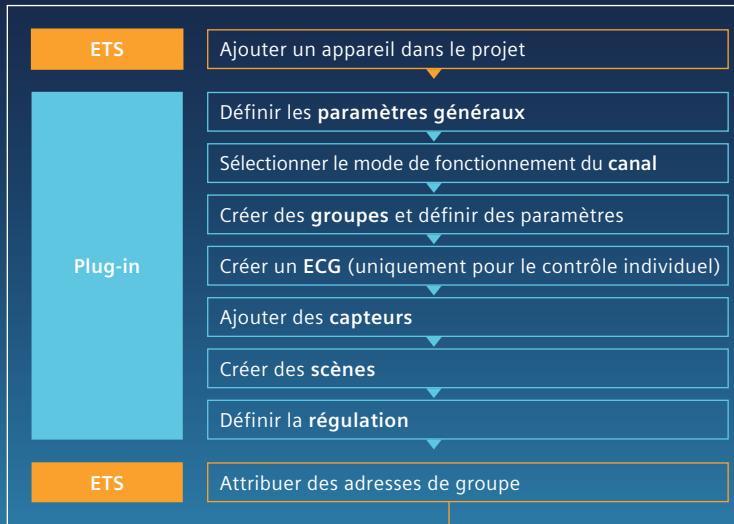 ETS
Ajouter un appareil dans le projet
Plug-in
Définir les paramètres généraux
Sélectionner le mode de fonctionnement du canal
Créer des groupes et définir des paramètres
Créer un ECG (uniquement pour le contrôle individuel)
Ajouter des capteurs
Créer des scènes
Définir la régulation
ETS
Attribuer des adresses de groupe